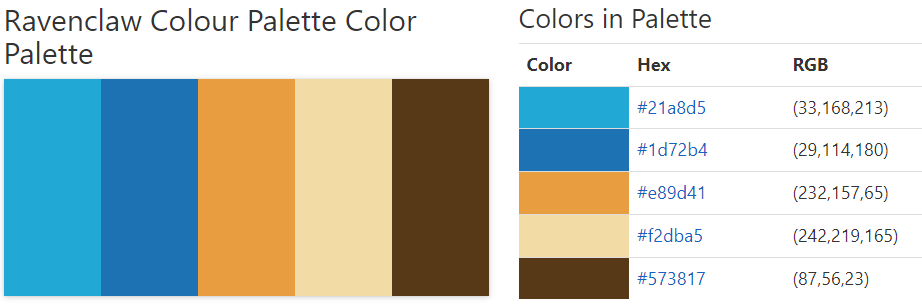 Ravenclaw Colour Palette Color
Palette
Colors in Palette
Color Hex RGB
#21a8d5 (33,168,213)
#1d72b4 (29,114,180)
#e89d41 (232,157,65)
#f2dba5 (242,219,165)
#573817 (87,56,23)